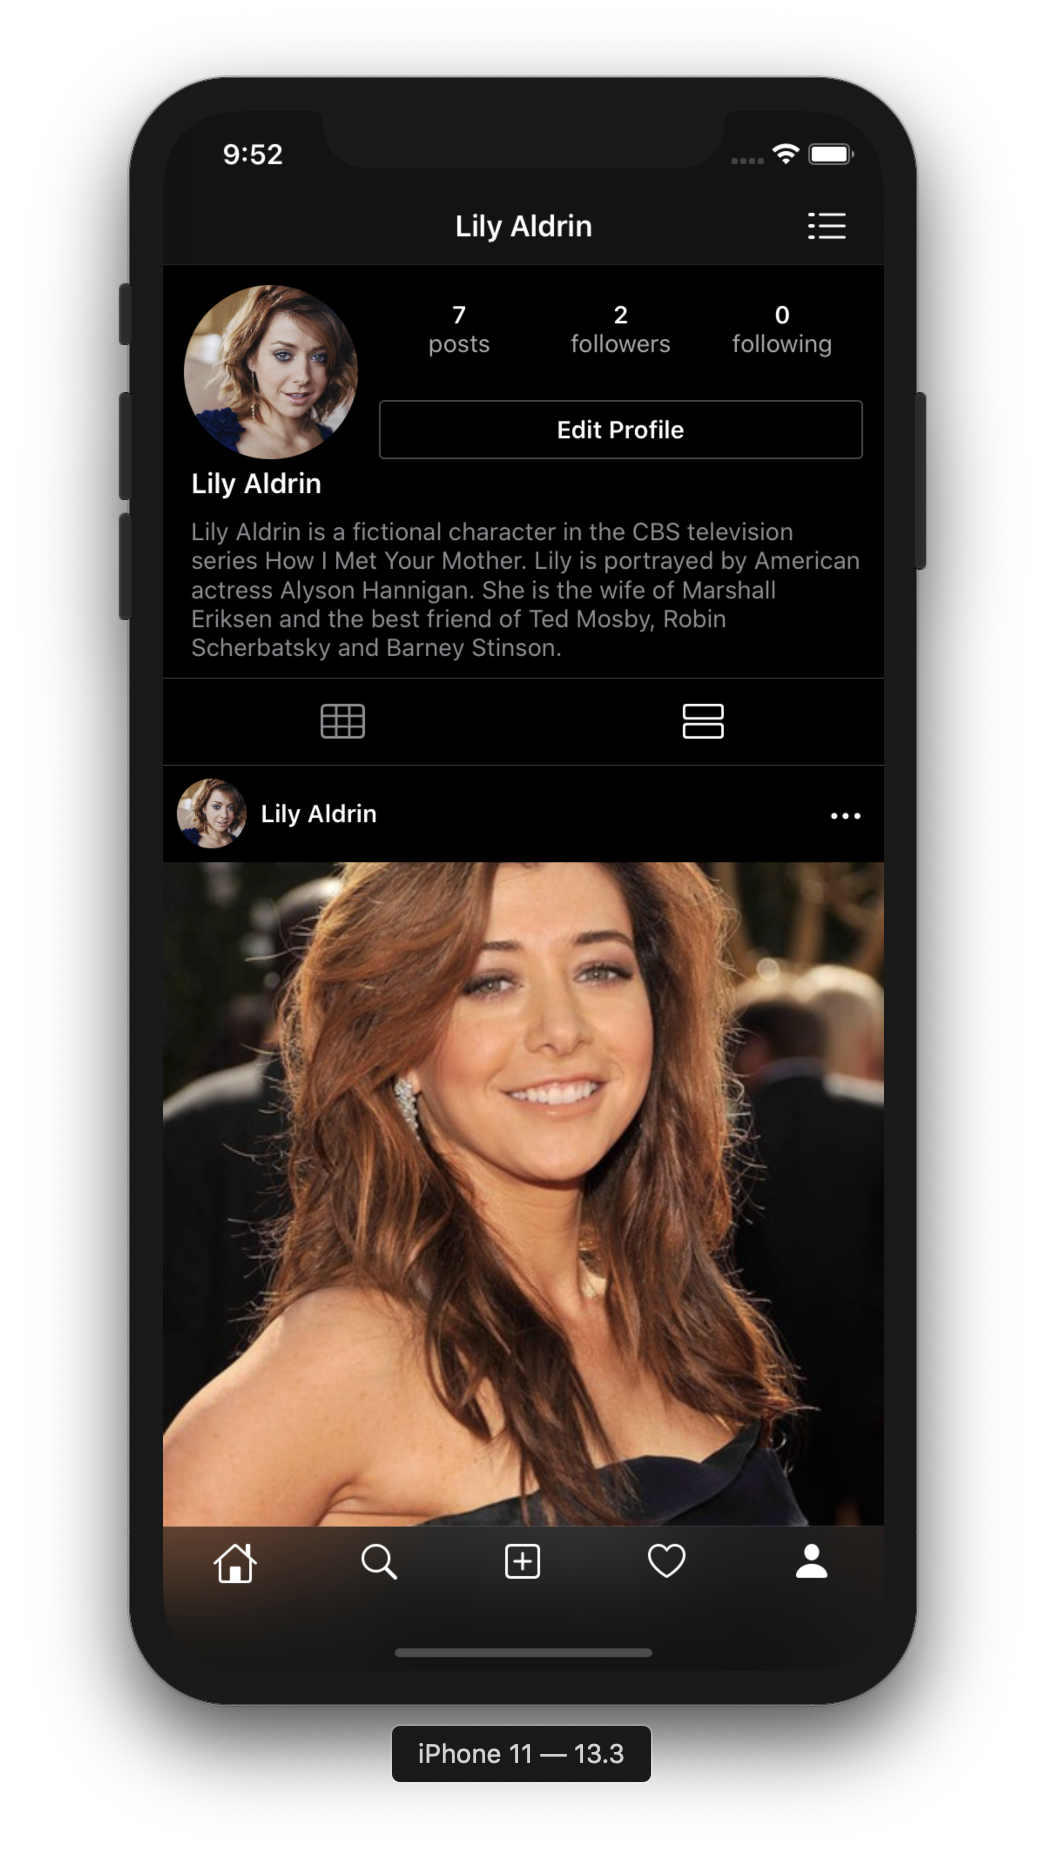 9:52
Lily Aldrin
7 2 0
posts followers following
Edit Profile
Lily Aldrin
Lily Aldrin is a fictional character in the CBS television
series How I Met Your Mother. Lily is portrayed by American
actress Alyson Hannigan. She is the wife of Marshall
Eriksen and the best friend of Ted Mosby, Robin
Scherbatsky and Barney Stinson.
Lily Aldrin
iPhone 11 — 13.3